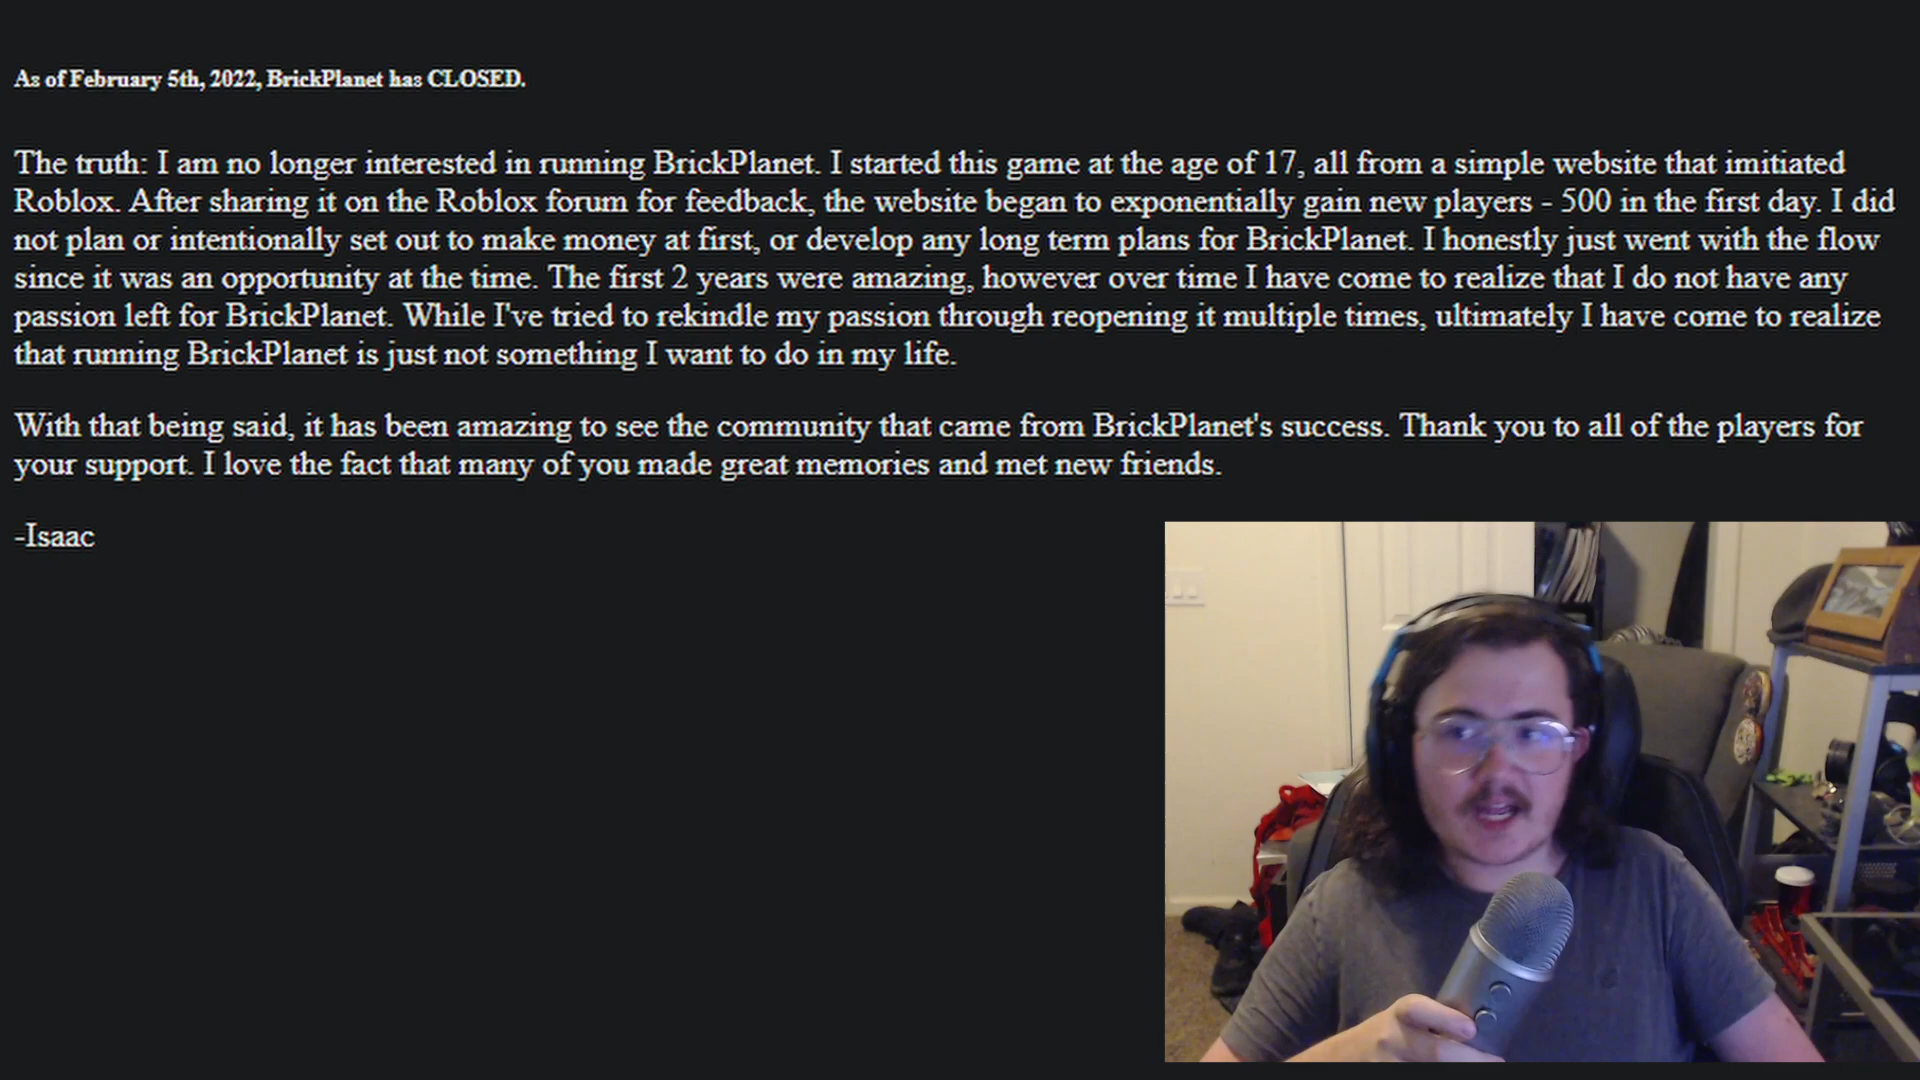 As of February 5th, 2022, BrickPlanet has CLOSED.
The truth: I am no longer interested in running BrickPlanet. I started this game at the age of 17, all from a simple website that imitiated
Roblox. After sharing it on the Roblox forum for feedback, the website began to exponentially gain new players - 500 in the first day. I did
not plan or intentionally set out to make money at first, or develop any long term plans for BrickPlanet. I honestly just went with the flow
since it was an opportunity at the time. The first 2 years were amazing, however over time I have come to realize that I do not have any
passion left for BrickPlanet. While I've tried to rekindle my passion through reopening it multiple times, ultimately I have come to realize
that running BrickPlanet is just not something I want to do in my life.
With that being said, it has been amazing to see the community that came from BrickPlanet's success. Thank you to all of the players for
your support. I love the fact that many of you made great memories and met new friends.
-Isaac